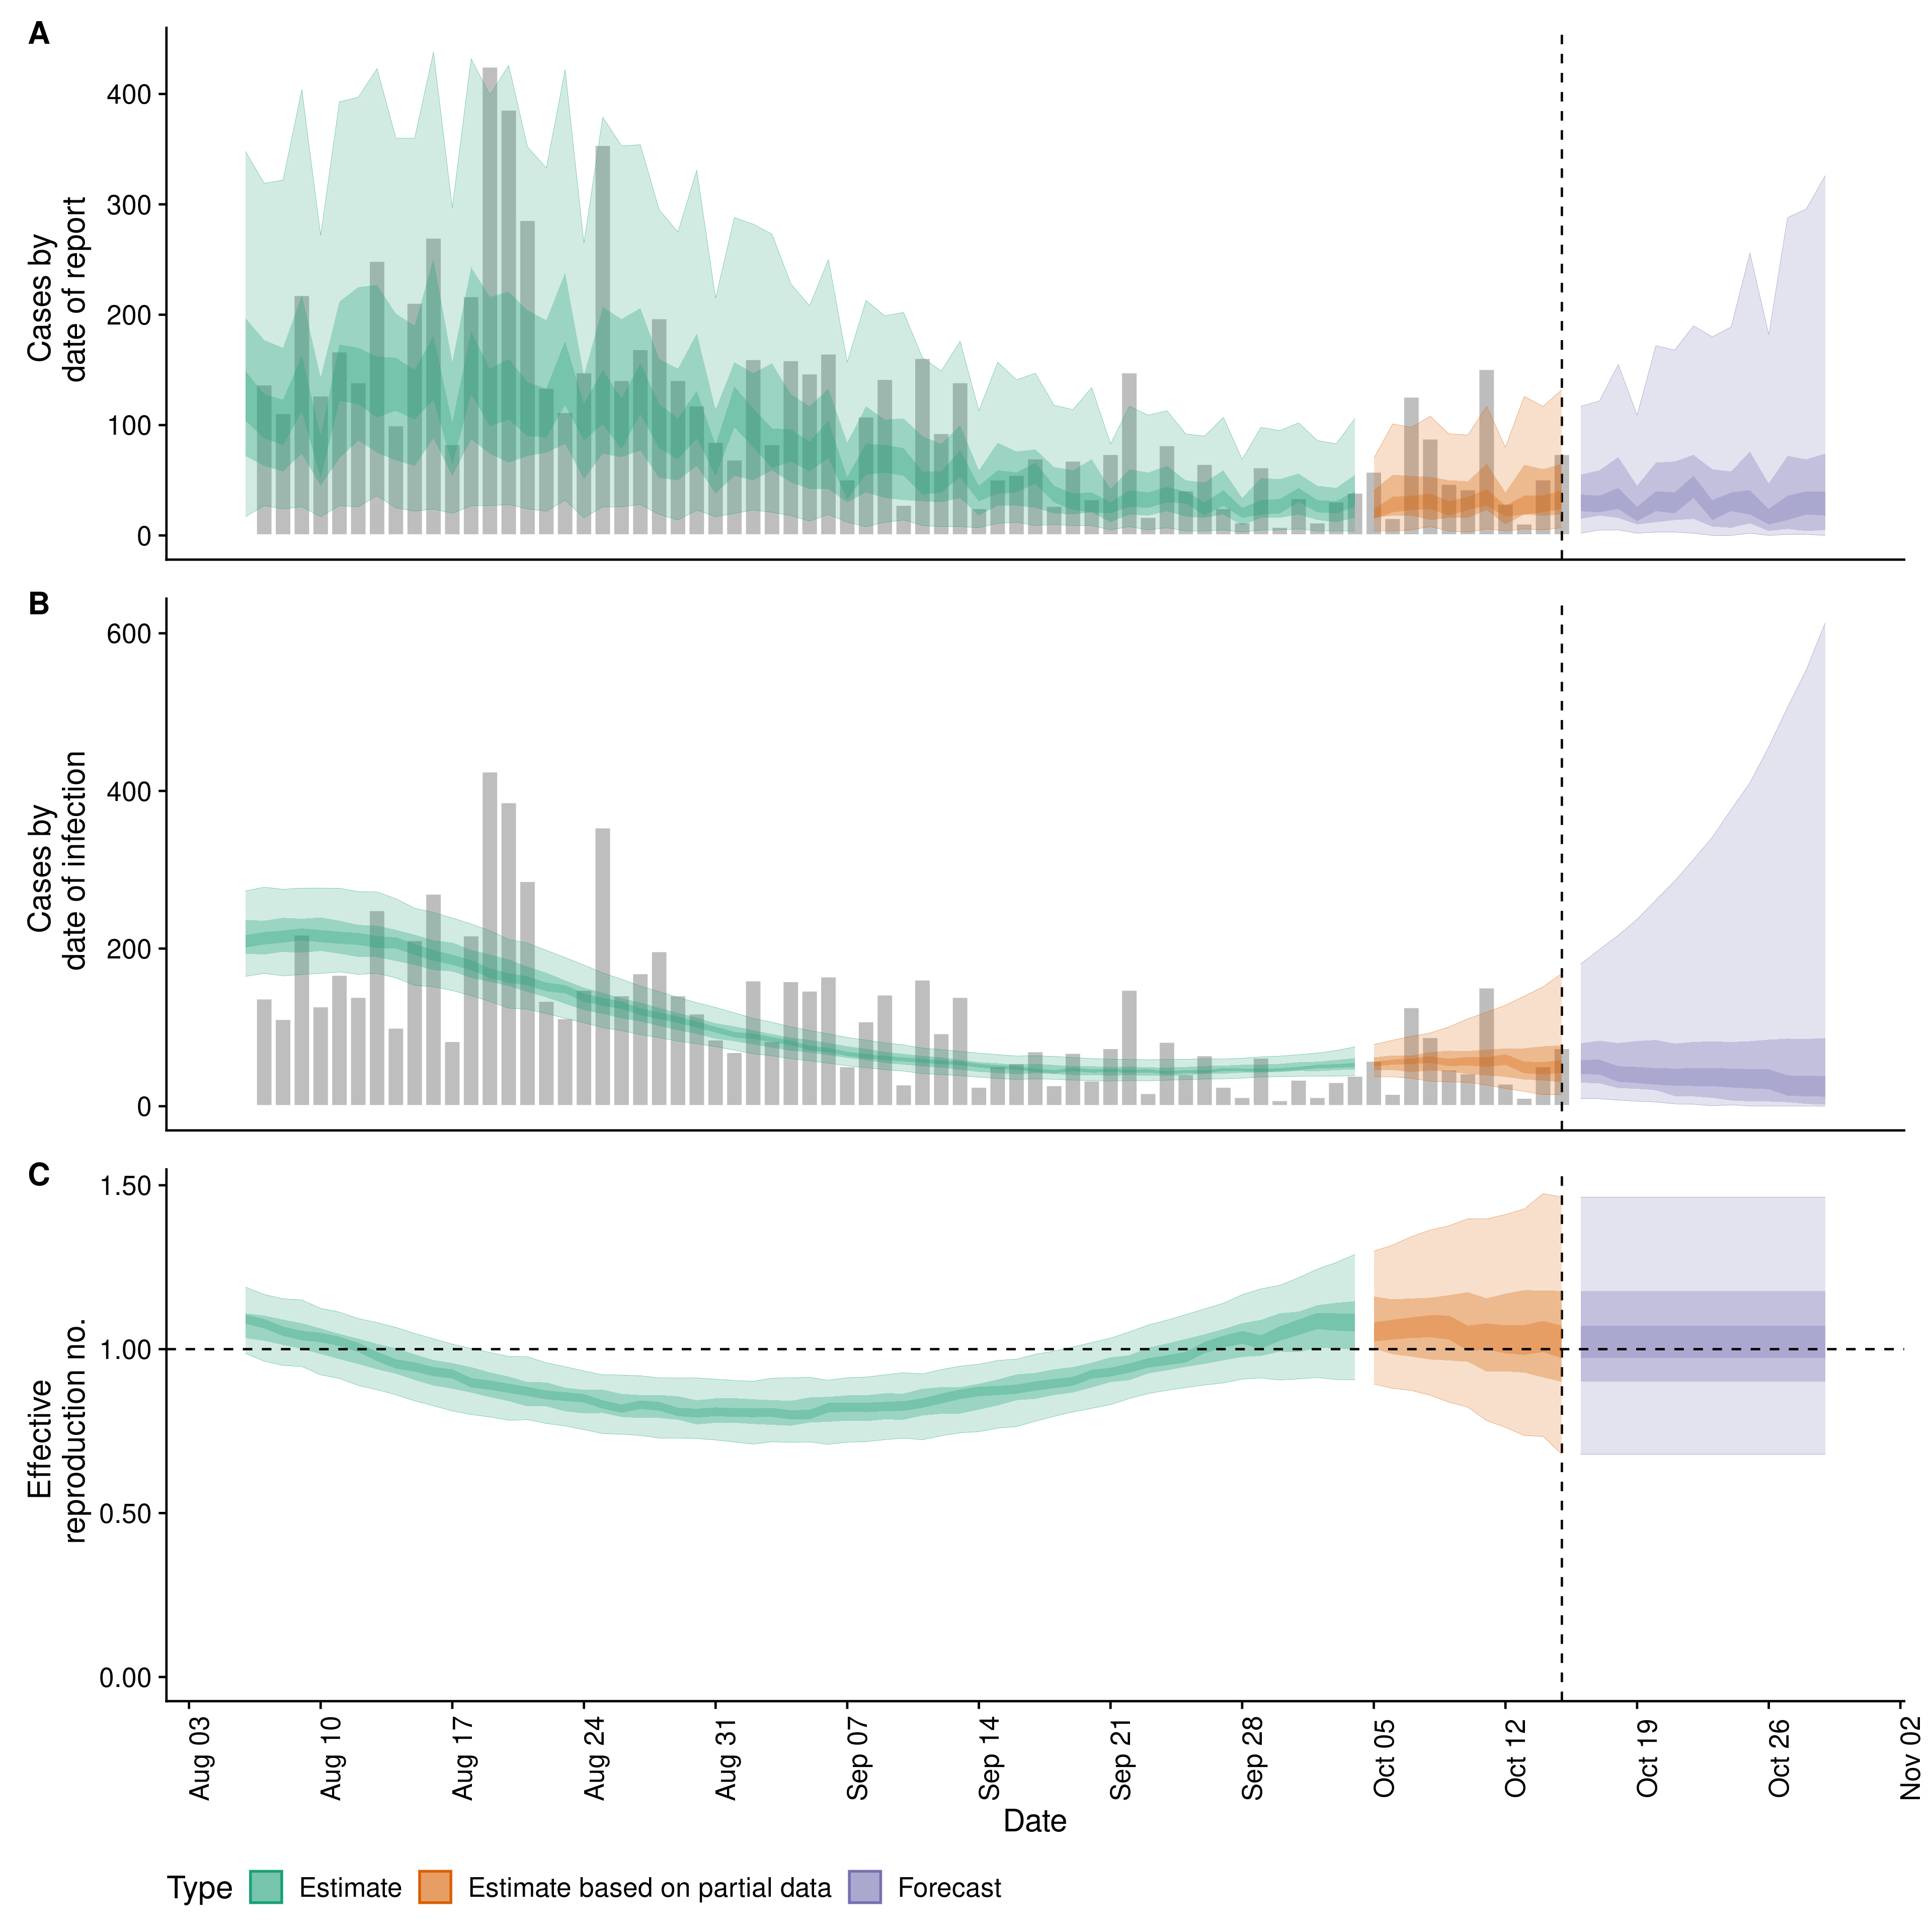 A
400
300
200
100
0
Cases by
date of report
B
600
400
200
0
Cases by
date of infection
C
1.50
1.00
0.50
0.00
Effective
reproduction no.
Aug 03
Aug 10
Aug 17
Aug 24
Aug 31
Sep 07
Sep 14
Sep 21
Sep 28
Oct 05
Oct 12
Oct 19
Oct 26
Nov 02
Date
Type Estimate Estimate based on partial data Forecast